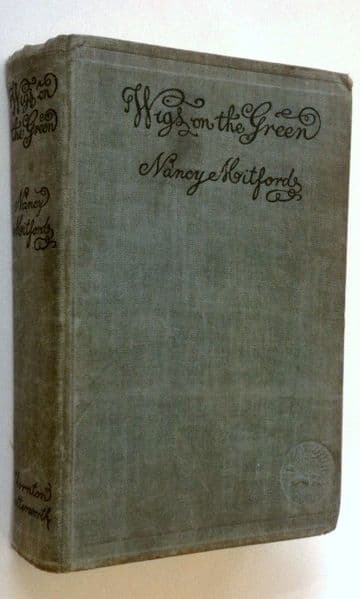 Wigs on the Green
Nancy Mitford
Wigs on
the Green
Nancy
Mitford
Thornton
Butterworth